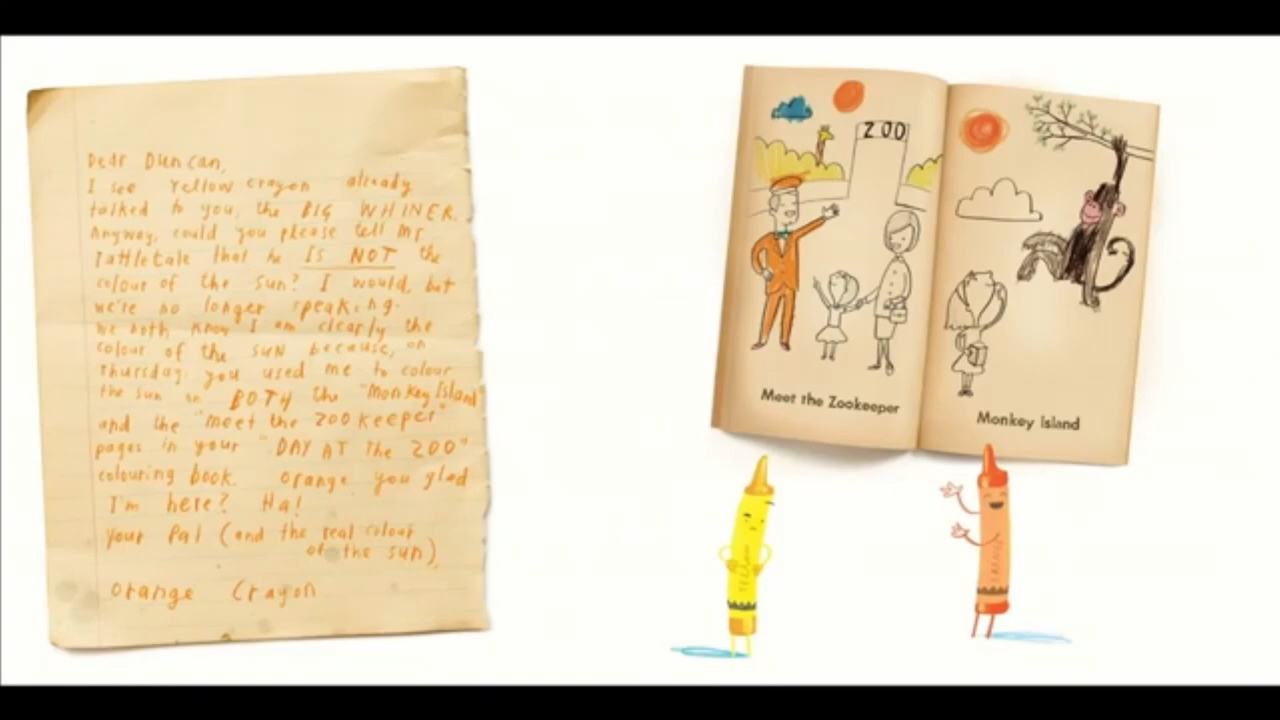 Dear Duncan,
I see Yellow crayon already
talked to you, the BIG WHINER.
Anyway, could you please tell Mr
Tattletale that he IS NOT the
colour of the sun? I would, but
we're no longer speaking.
We both know I am clearly the
colour of the sun because, on
Thursday, you used me to colour
the sun on BOTH the "Monkey Island"
and the "Meet the Zookeeper"
pages in your "DAY AT The ZOO"
colouring book. Orange you glad
I'm here? Ha!
Your Pal (and the real colour
of the sun),
Orange Crayon
ZOO
Meet the Zookeeper
Monkey Island